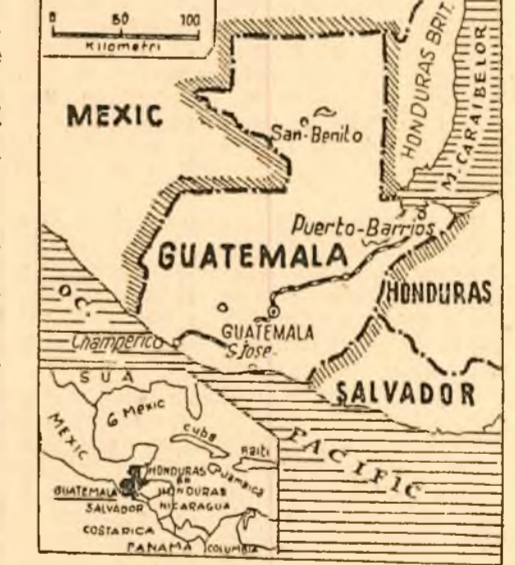 0 50 100
Kilometri
MEXIC
HONDURAS BRIT.
M. CARAIBELOR
San-Benito
Puerto-Barrios
GUATEMALA
HONDURAS
OC.
GUATEMALA
Champerico
S. Jose
SALVADOR
PACIFIC
SUA
G Mexic
MEXIC
Cuba
Haiti
Jamaica
HONDURAS
BR
GUATEMALA
HONDURAS
SALVADOR
NICARAGUA
COSTARICA
PANAMA
COLUMBIA